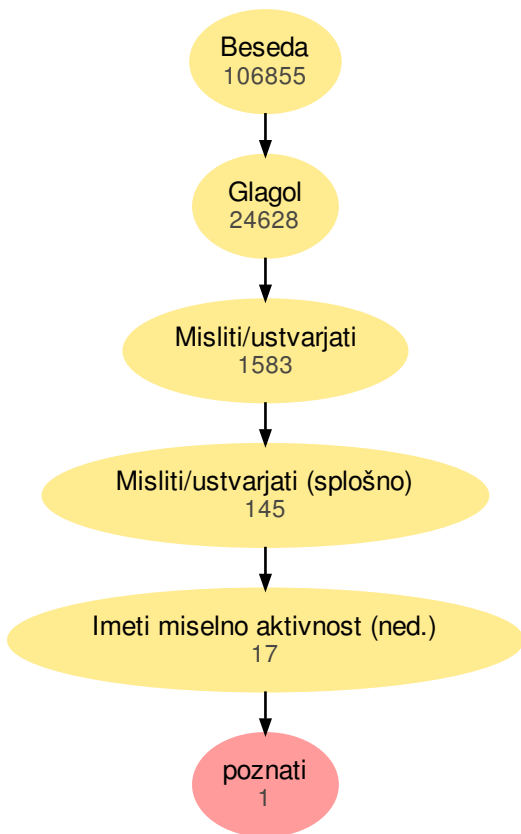 Beseda
106855
Glagol
24628
Misliti/ustvarjati
1583
Misliti/ustvarjati (splošno)
145
Imeti miselno aktivnost (ned.)
17
poznati
1